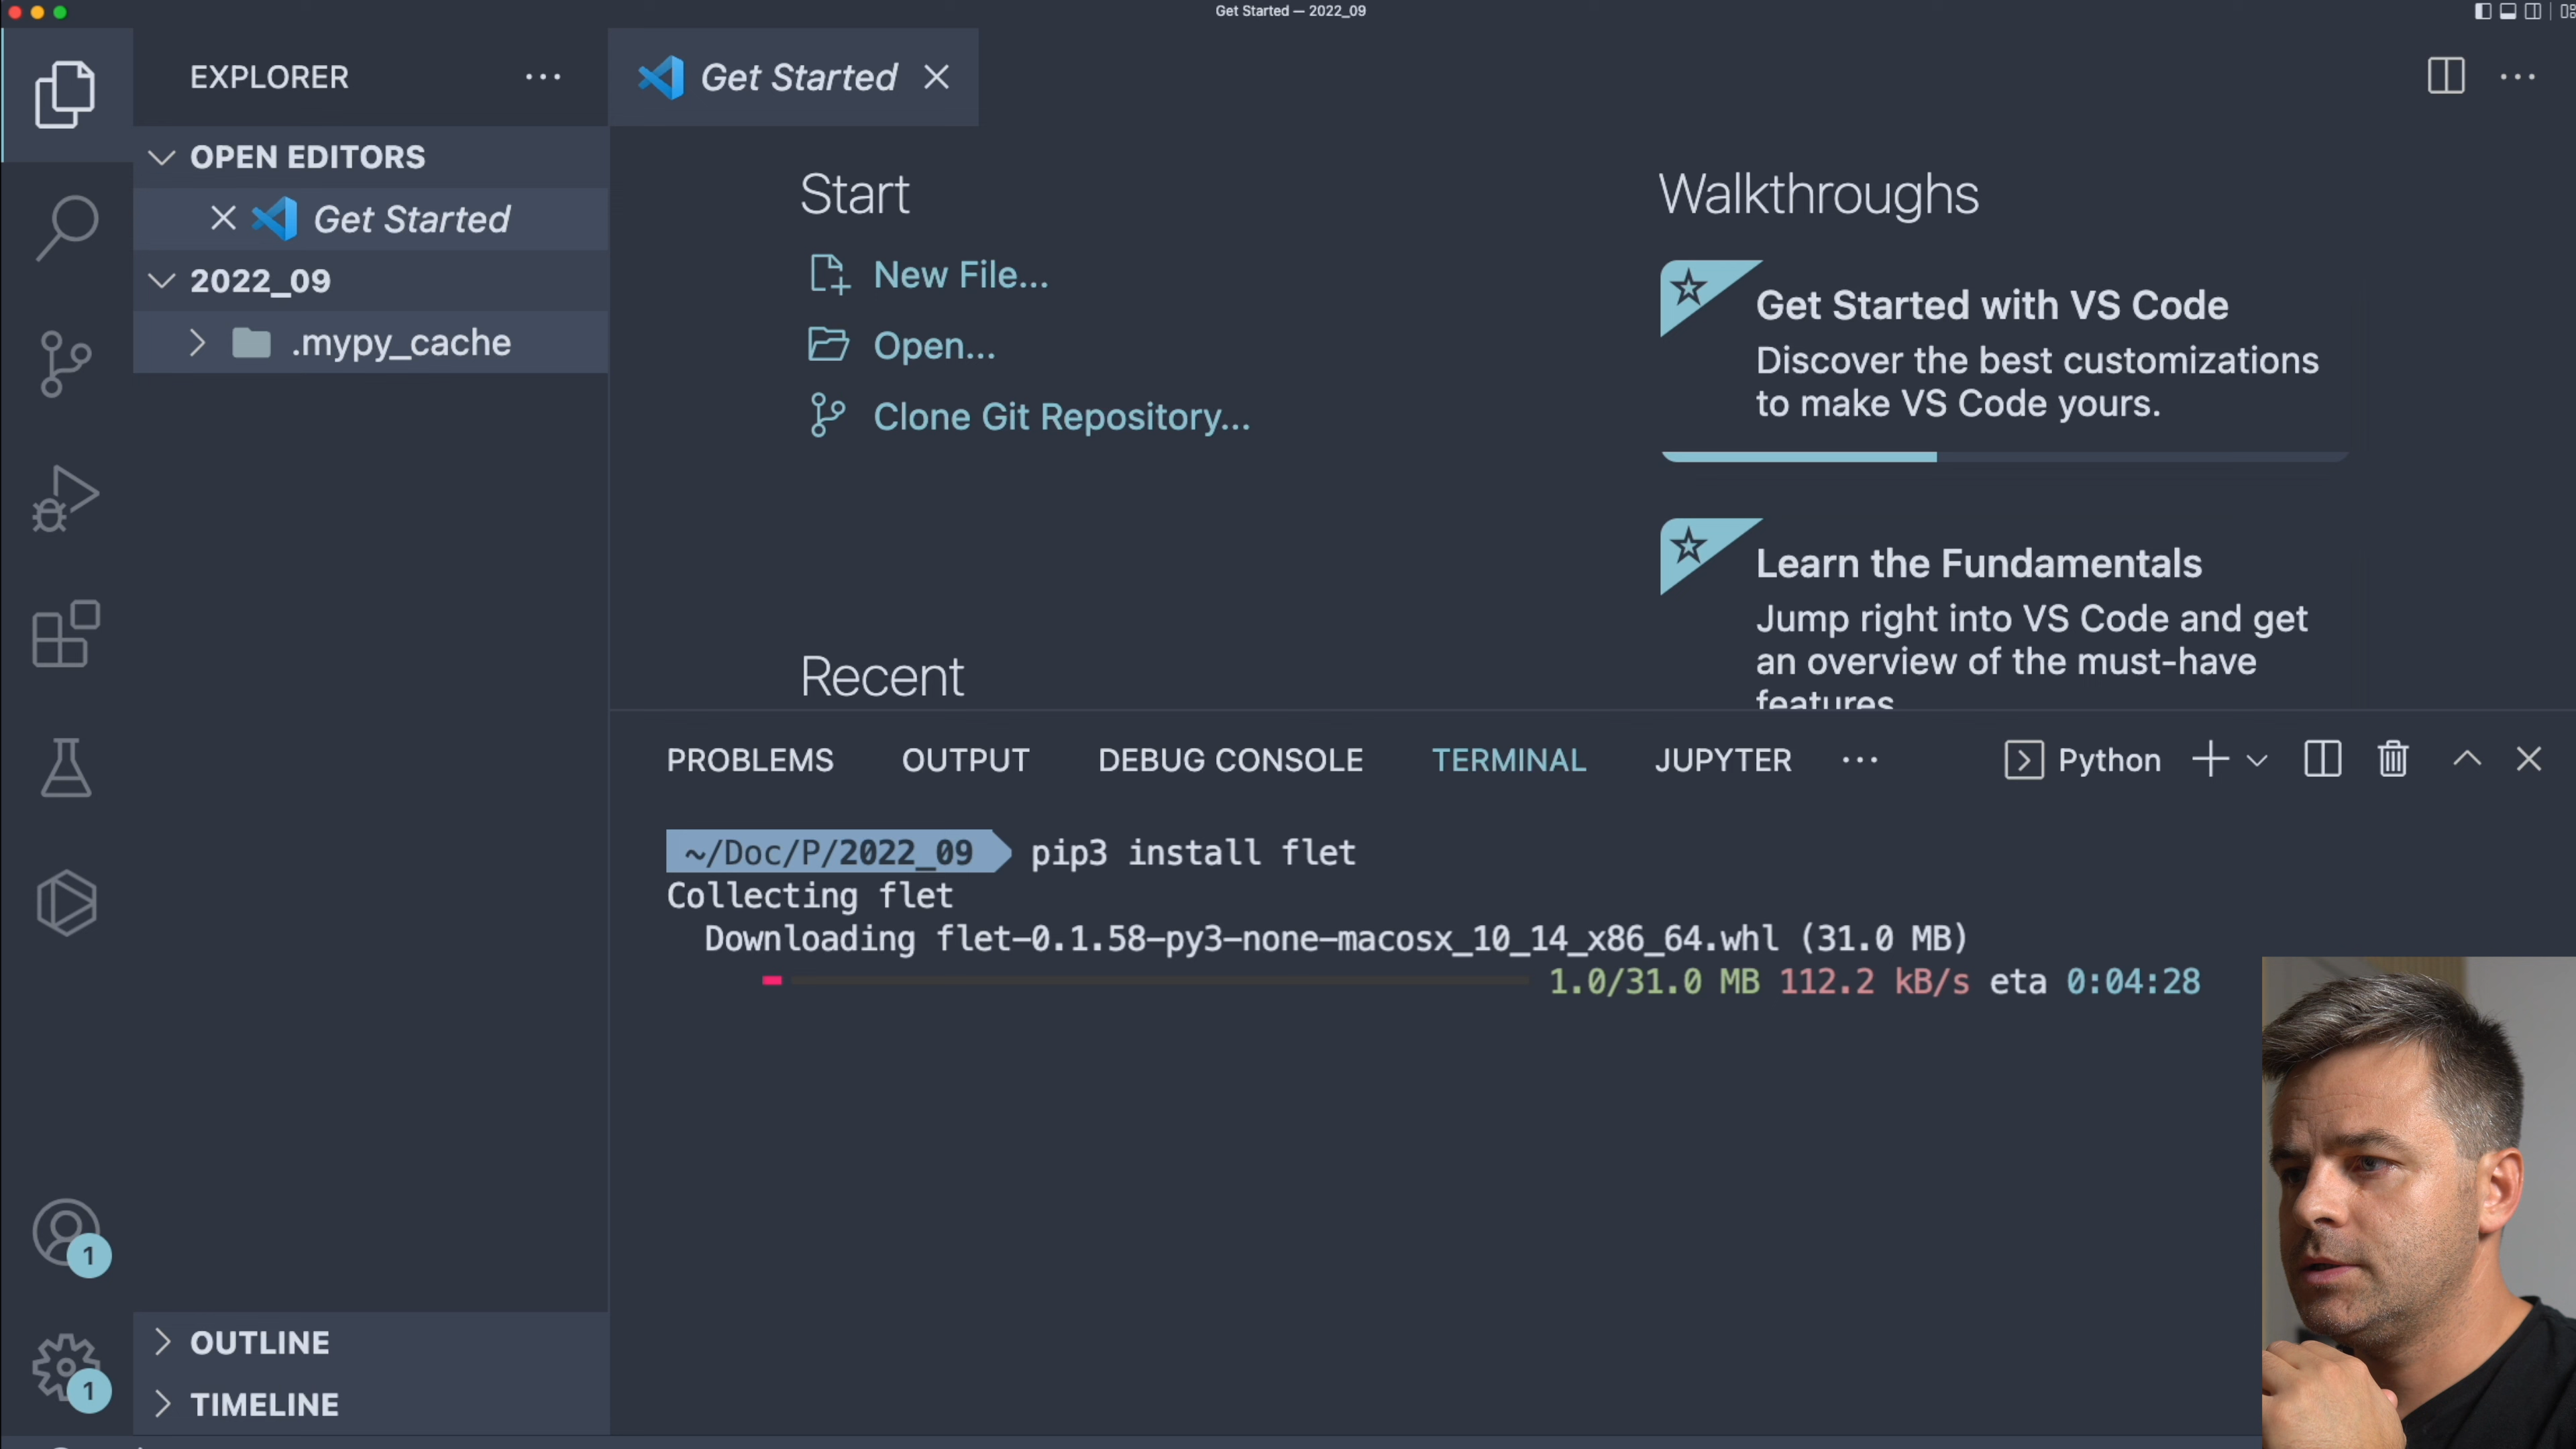 Get Started — 2022_09
EXPLORER
Get Started
OPEN EDITORS
Get Started
2022_09
.mypy_cache
OUTLINE
TIMELINE
1
1
Start
New File...
Open...
Clone Git Repository...
Recent
Walkthroughs
Get Started with VS Code
Discover the best customizations
to make VS Code yours.
Learn the Fundamentals
Jump right into VS Code and get
an overview of the must-have
features
PROBLEMS OUTPUT DEBUG CONSOLE TERMINAL JUPYTER Python
~/Doc/P/2022_09 pip3 install flet
Collecting flet
Downloading flet-0.1.58-py3-none-macosx_10_14_x86_64.whl (31.0 MB)
1.0/31.0 MB 112.2 kB/s eta 0:04:28